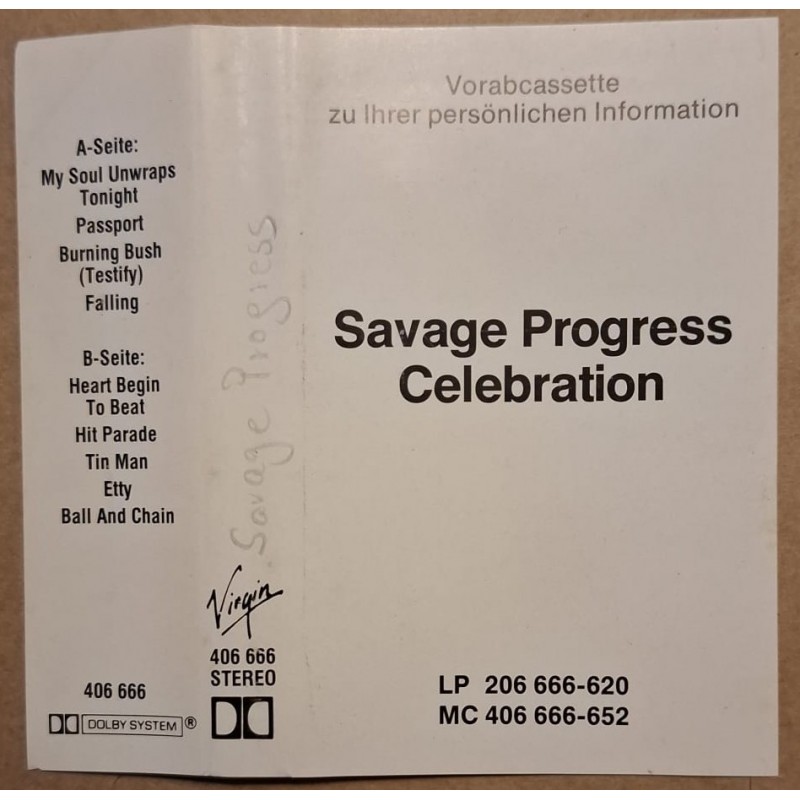 A-Seite:
My Soul Unwraps
Tonight
Passport
Burning Bush
(Testify)
Falling
B-Seite:
Heart Begin
To Beat
Hit Parade
Tin Man
Etty
Ball And Chain
406 666
DOLBY SYSTEM ®
Savage Progress
Virgin
406 666
STEREO
Vorabcassette
zu Ihrer persönlichen Information
Savage Progress
Celebration
LP 206 666-620
MC 406 666-652